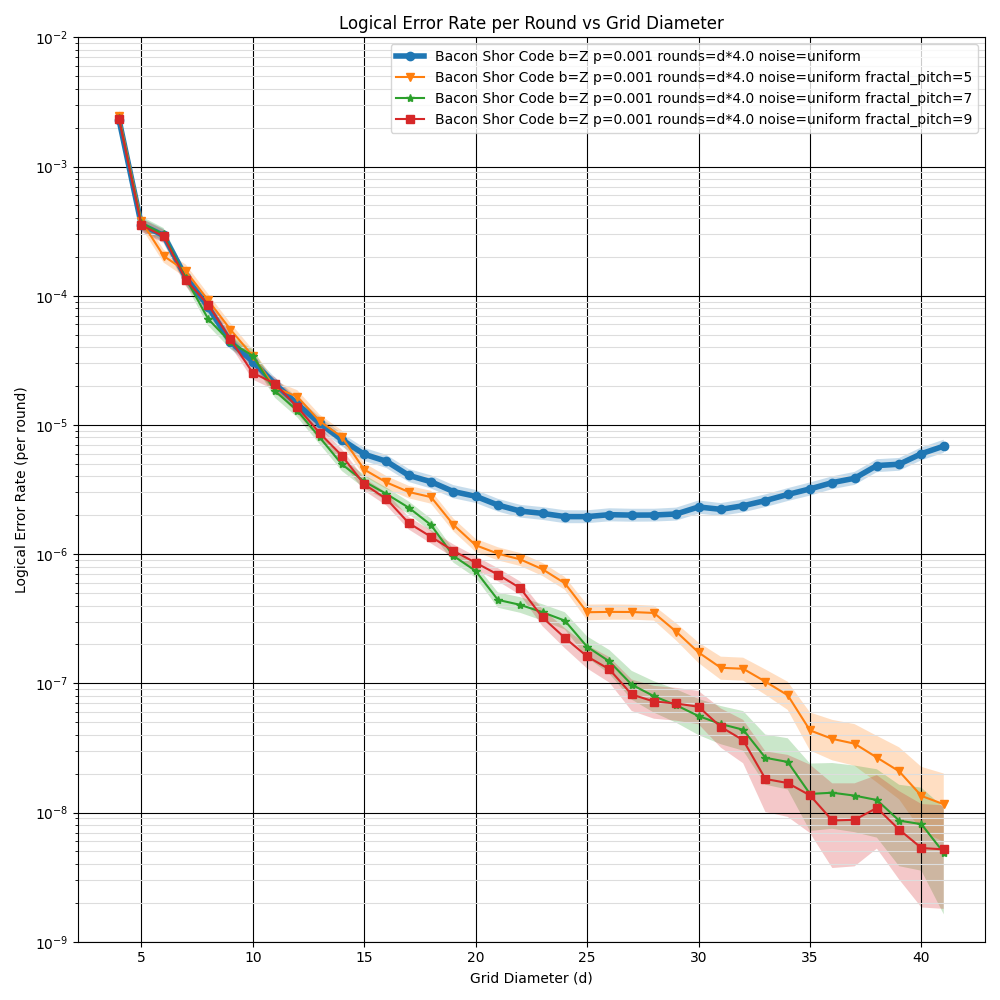 Logical Error Rate per Round vs Grid Diameter
Bacon Shor Code b=Z p=0.001 rounds=d*4.0 noise=uniform
Bacon Shor Code b=Z p=0.001 rounds=d*4.0 noise=uniform fractal_pitch=5
Bacon Shor Code b=Z p=0.001 rounds=d*4.0 noise=uniform fractal_pitch=7
Bacon Shor Code b=Z p=0.001 rounds=d*4.0 noise=uniform fractal_pitch=9
Logical Error Rate (per round)
10⁻²
10⁻³
10⁻⁴
10⁻⁵
10⁻⁶
10⁻⁷
10⁻⁸
10⁻⁹
5 10 15 20 25 30 35 40
Grid Diameter (d)